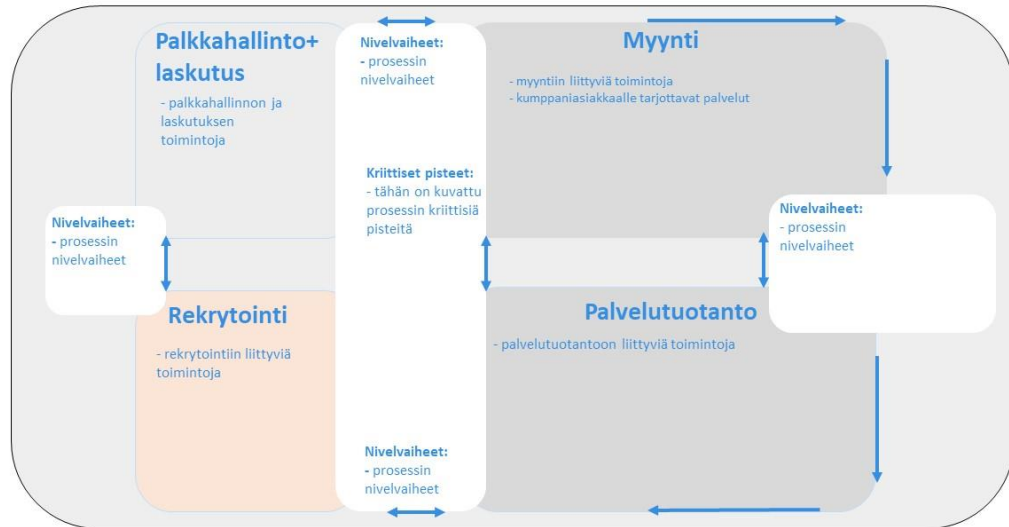 Palkkahallinto+
laskutus
- palkkahallinnon ja
laskutuksen
toimintoja
Nivelvaiheet:
- prosessin
nivelvaiheet
Myynti
- myyntiin liittyviä toimintoja
- kumppaniasiakkaalle tarjottavat palvelut
Kriittiset pisteet:
- tähän on kuvattu
prosessin kriittisiä
pisteitä
Nivelvaiheet:
- prosessin
nivelvaiheet
Nivelvaiheet:
- prosessin
nivelvaiheet
Rekrytointi
- rekrytointiin liittyviä
toimintoja
Palvelutuotanto
- palvelutuotantoon liittyviä toimintoja
Nivelvaiheet:
- prosessin
nivelvaiheet